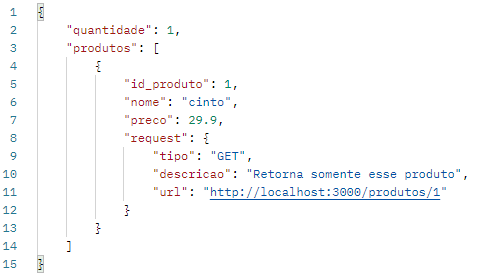 1 {
2     "quantidade": 1,
3     "produtos": [
4         {
5             "id_produto": 1,
6             "nome": "cinto",
7             "preco": 29.9,
8             "request": {
9                 "tipo": "GET",
10                 "descricao": "Retorna somente esse produto",
11                 "url": "http://localhost:3000/produtos/1"
12             }
13         }
14     ]
15 }